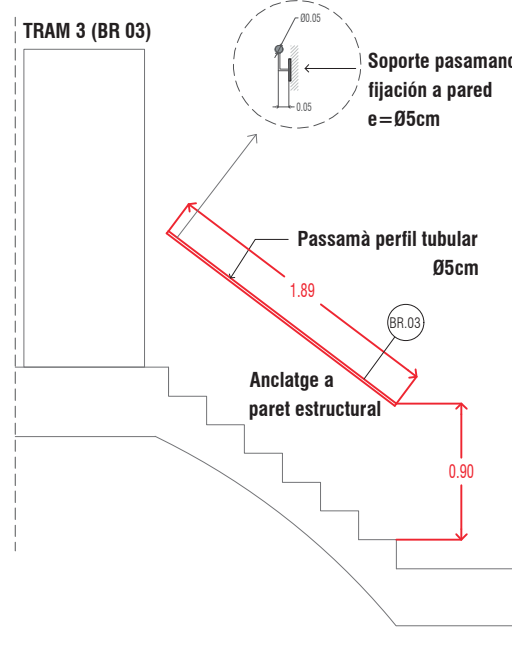 TRAM 3 (BR 03)
Ø0.05
0.05
Soporte pasamano
fijación a pared
e=Ø5cm
Passamà perfil tubular
Ø5cm
1.89
BR.03
Anclatge a
paret estructural
0.90